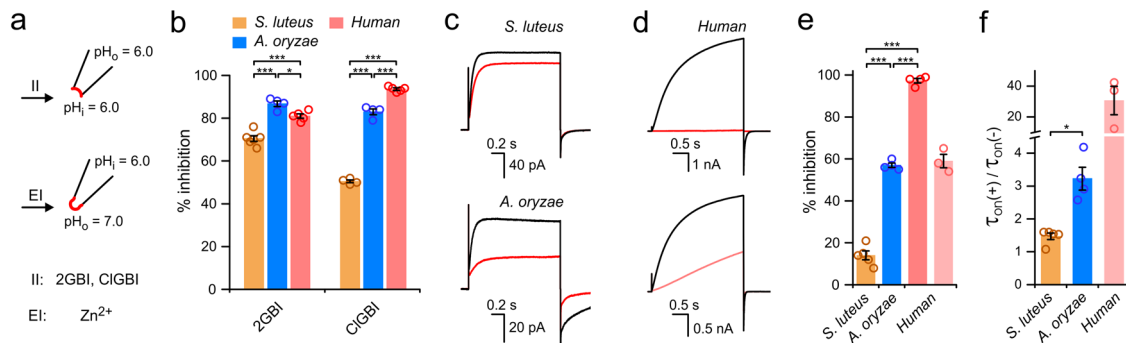 a
II
pHo = 6.0
pHi = 6.0
EI
pHi = 6.0
pHo = 7.0
II: 2GBI, ClGBI
EI: Zn2+
b
S. luteus
Human
A. oryzae
***
***
***
*
***
***
***
% inhibition
100
80
60
40
20
0
2GBI
ClGBI
c
S. luteus
0.2 s
40 pA
A. oryzae
0.2 s
20 pA
d
Human
0.5 s
1 nA
0.5 s
0.5 nA
e
***
***
***
% inhibition
100
80
60
40
20
0
S. luteus
A. oryzae
Human
f
τon(+) / τon(-)
40
20
4
3
2
1
0
*
S. luteus
A. oryzae
Human